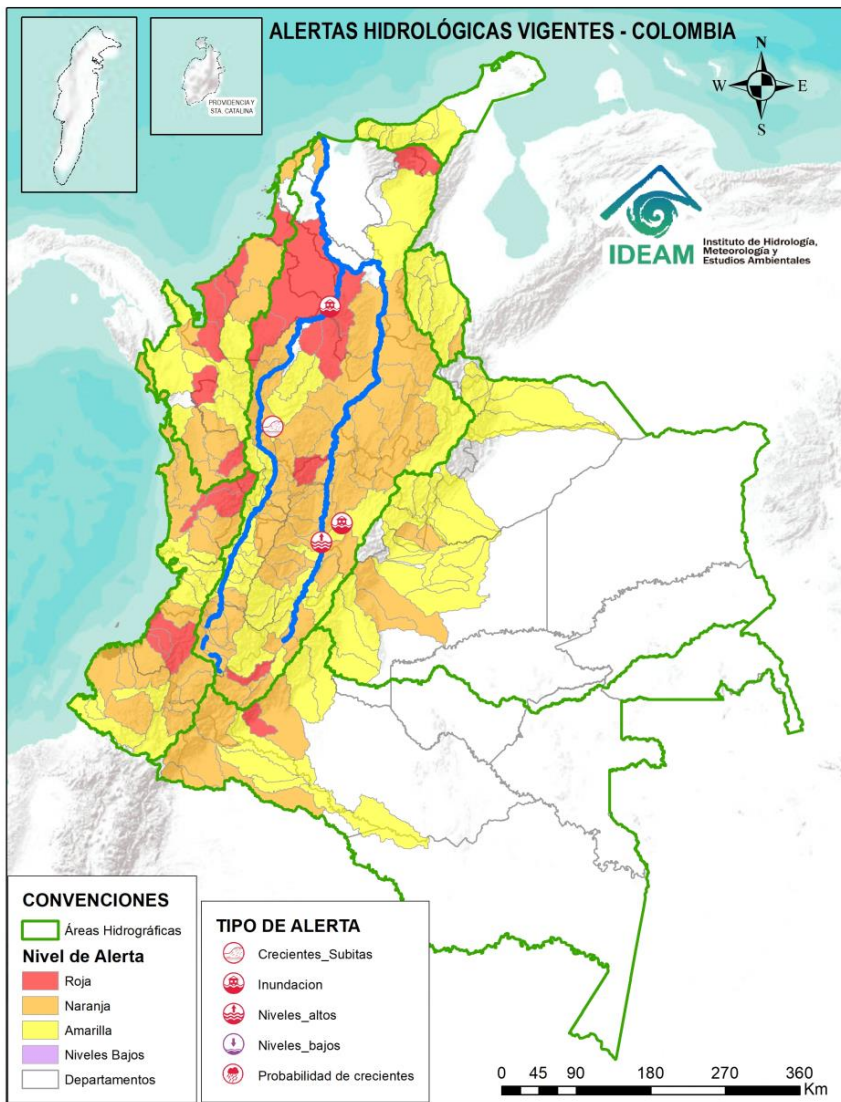 ALERTAS HIDROLÓGICAS VIGENTES - COLOMBIA
PROVIDENCIA Y
STA. CATALINA
N
W
E
S
IDEAM
Instituto de Hidrología,
Meteorología y
Estudios Ambientales
CONVENCIONES
Áreas Hidrográficas
Nivel de Alerta
Roja
Naranja
Amarilla
Niveles Bajos
Departamentos
TIPO DE ALERTA
Crecientes_Subitas
Inundacion
Niveles_altos
Niveles_bajos
Probabilidad de crecientes
0 45 90 180 270 360
Km